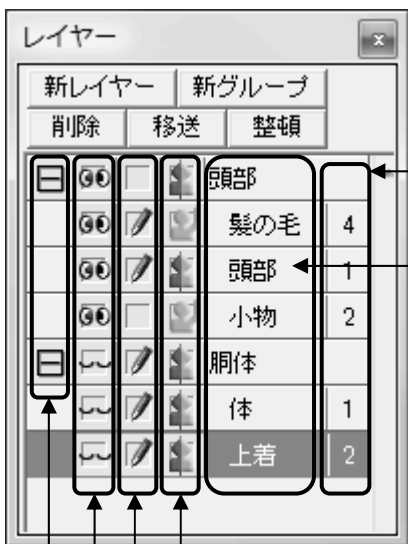 レイヤー
新レイヤー 新グループ
削除 移送 整頓
頭部
髪の毛 4
頭部 1
小物 2
胴体
体 1
上着 2